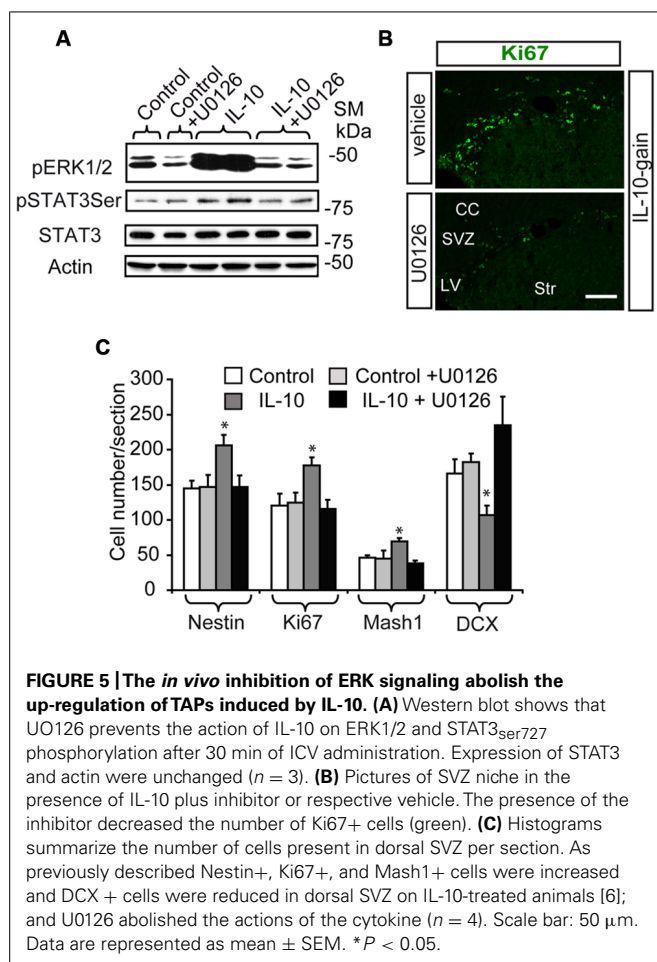 A
Control
Control
+U0126
IL-10
IL-10
+U0126
SM
kDa
pERK1/2
-50
pSTAT3Ser
-75
STAT3
-75
Actin
-50
B
Ki67
vehicle
U0126
IL-10-gain
CC
SVZ
LV
Str
C
Cell number/section
300
250
200
150
100
50
0
Control
Control +U0126
IL-10
IL-10 + U0126
*
*
*
*
Nestin
Ki67
Mash1
DCX
FIGURE 5 | The in vivo inhibition of ERK signaling abolish the
up-regulation of TAPs induced by IL-10. (A) Western blot shows that
UO126 prevents the action of IL-10 on ERK1/2 and STAT3ser727
phosphorylation after 30 min of ICV administration. Expression of STAT3
and actin were unchanged (n = 3). (B) Pictures of SVZ niche in the
presence of IL-10 plus inhibitor or respective vehicle. The presence of the
inhibitor decreased the number of Ki67+ cells (green). (C) Histograms
summarize the number of cells present in dorsal SVZ per section. As
previously described Nestin+, Ki67+, and Mash1+ cells were increased
and DCX + cells were reduced in dorsal SVZ on IL-10-treated animals [6];
and U0126 abolished the actions of the cytokine (n = 4). Scale bar: 50 μm.
Data are represented as mean ± SEM. *P < 0.05.